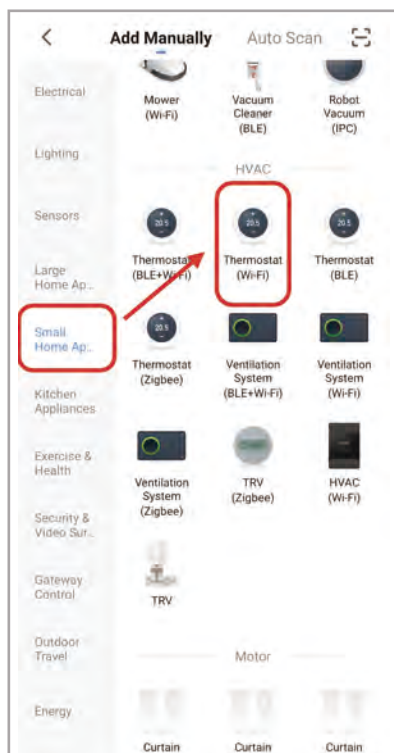 Add Manually
Auto Scan
Electrical
Lighting
Sensors
Large
Home Ap...
Small
Home Ap...
Kitchen
Appliances
Exercise &
Health
Security &
Video Sur...
Gateway
Control
Outdoor
Travel
Energy
Mower
(Wi-Fi)
Vacuum
Cleaner
(BLE)
Robot
Vacuum
(IPC)
HVAC
20.5
Thermostat
(BLE+Wi-Fi)
20.5
Thermostat
(Wi-Fi)
20.5
Thermostat
(BLE)
20.5
Thermostat
(Zigbee)
Ventilation
System
(BLE+Wi-Fi)
Ventilation
System
(Wi-Fi)
Ventilation
System
(Zigbee)
TRV
(Zigbee)
HVAC
(Wi-Fi)
TRV
Motor
Curtain
Curtain
Curtain